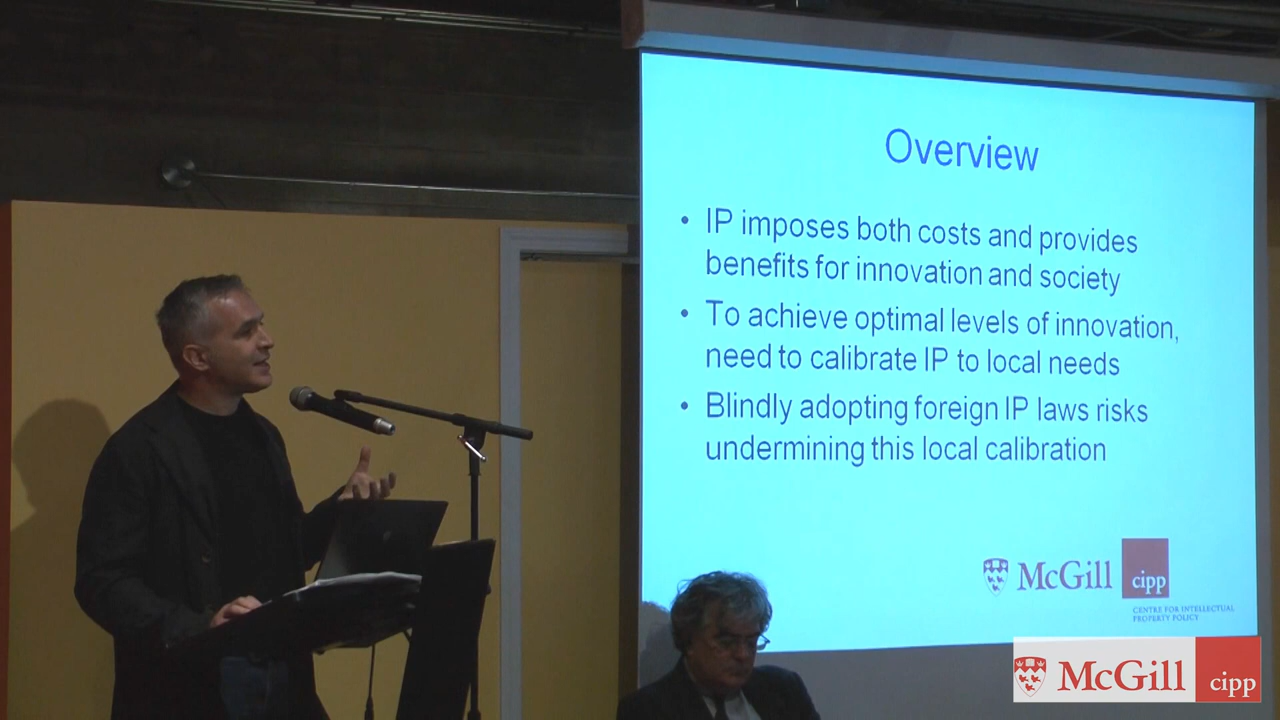 Overview
• IP imposes both costs and provides
benefits for innovation and society
• To achieve optimal levels of innovation,
need to calibrate IP to local needs
• Blindly adopting foreign IP laws risks
undermining this local calibration
McGill
cipp
CENTRE FOR INTELLECTUAL
PROPERTY POLICY
McGill
cipp